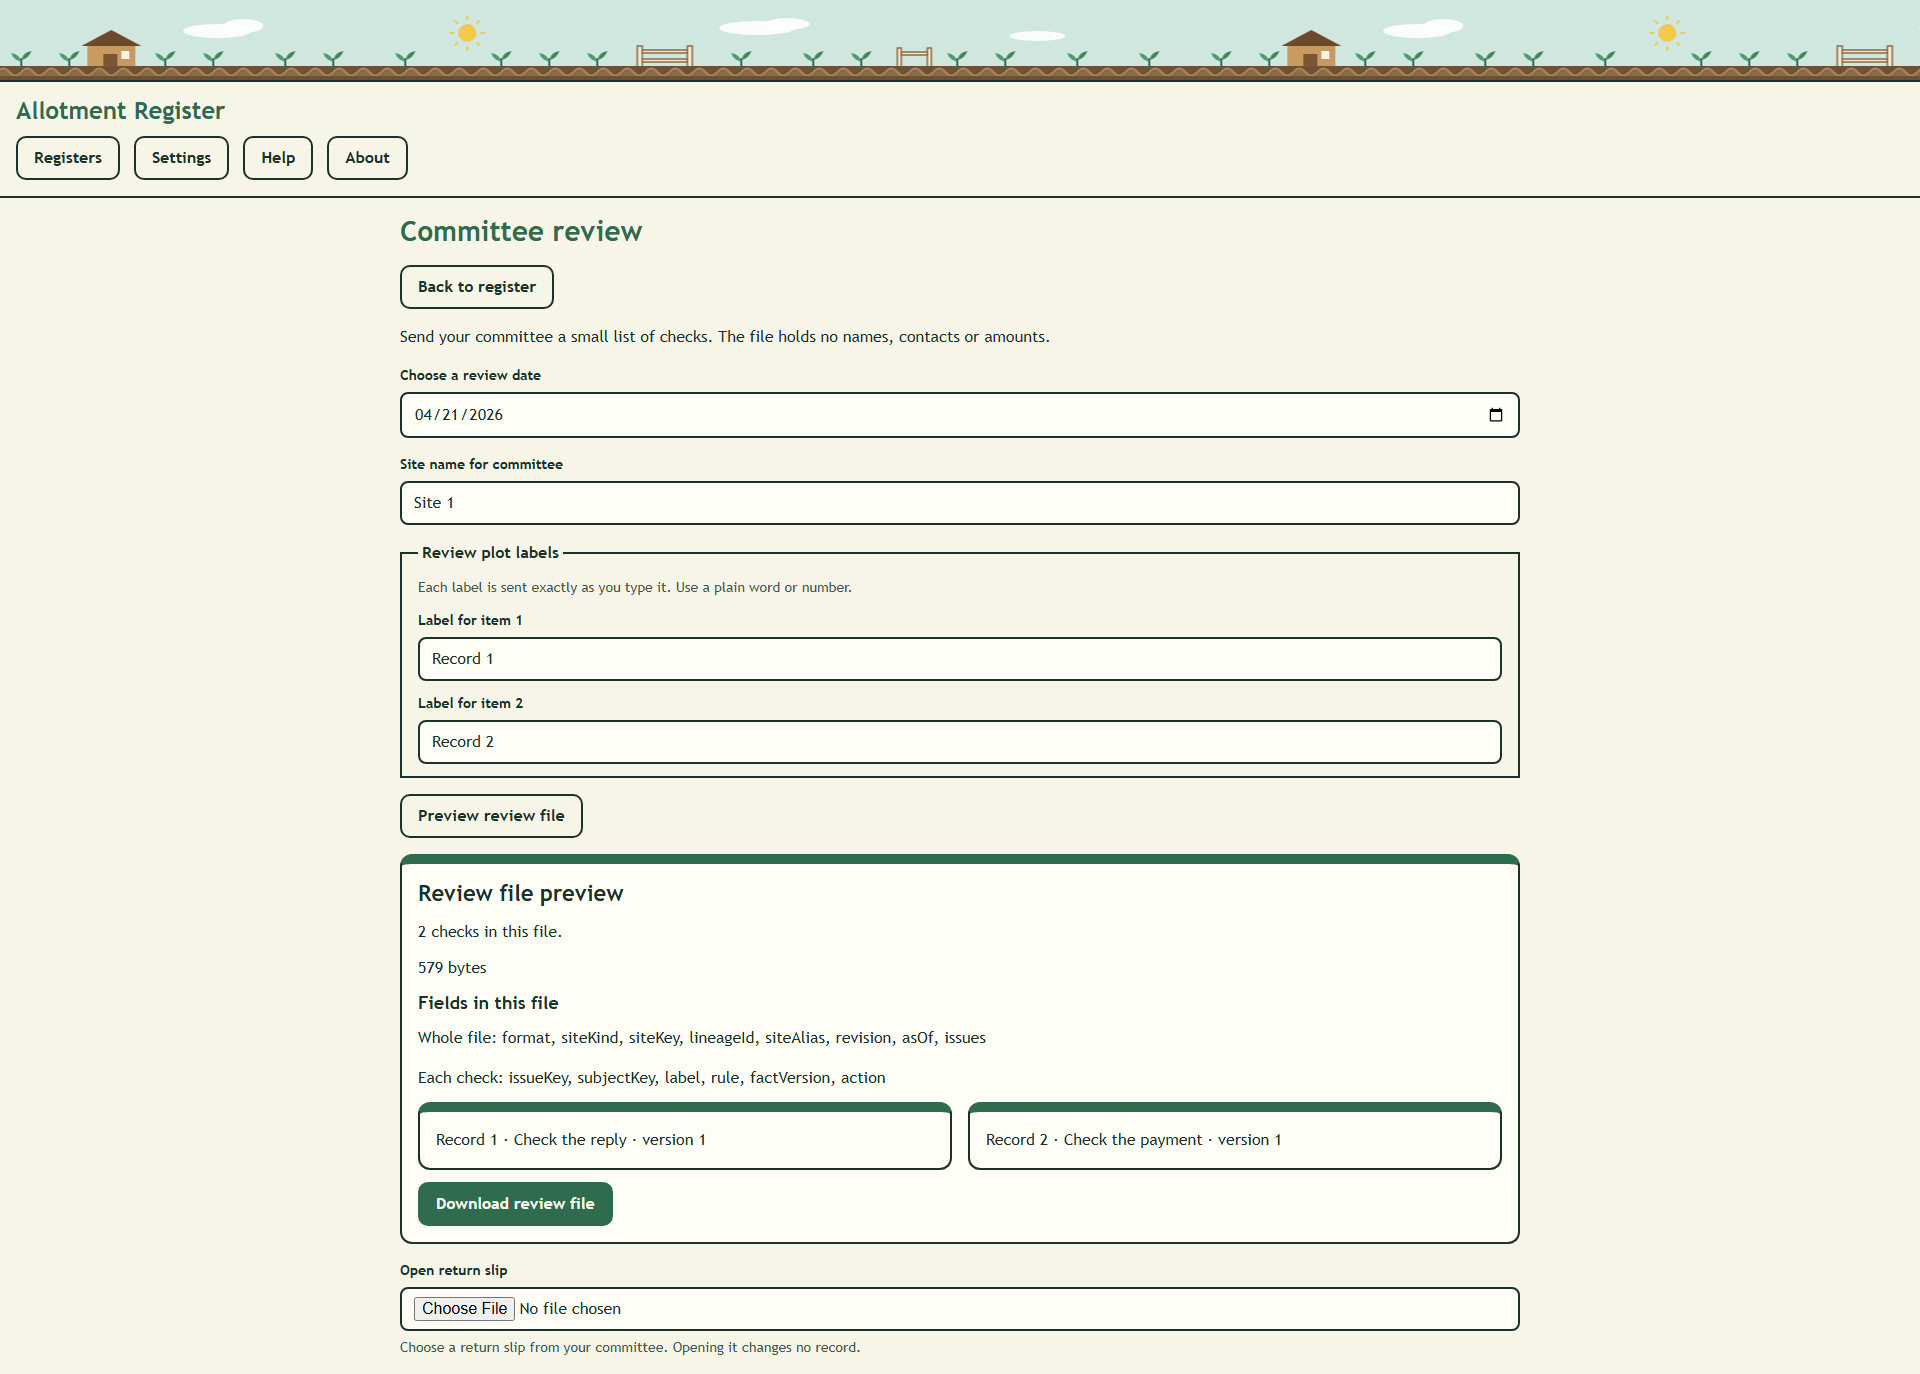 Allotment Register
Registers
Settings
Help
About
Committee review
Back to register
Send your committee a small list of checks. The file holds no names, contacts or amounts.
Choose a review date
04/21/2026
Site name for committee
Site 1
Review plot labels
Each label is sent exactly as you type it. Use a plain word or number.
Label for item 1
Record 1
Label for item 2
Record 2
Preview review file
Review file preview
2 checks in this file.
579 bytes
Fields in this file
Whole file: format, siteKind, siteKey, lineageId, siteAlias, revision, asOf, issues
Each check: issueKey, subjectKey, label, rule, factVersion, action
Record 1 · Check the reply · version 1
Record 2 · Check the payment · version 1
Download review file
Open return slip
Choose File No file chosen
Choose a return slip from your committee. Opening it changes no record.